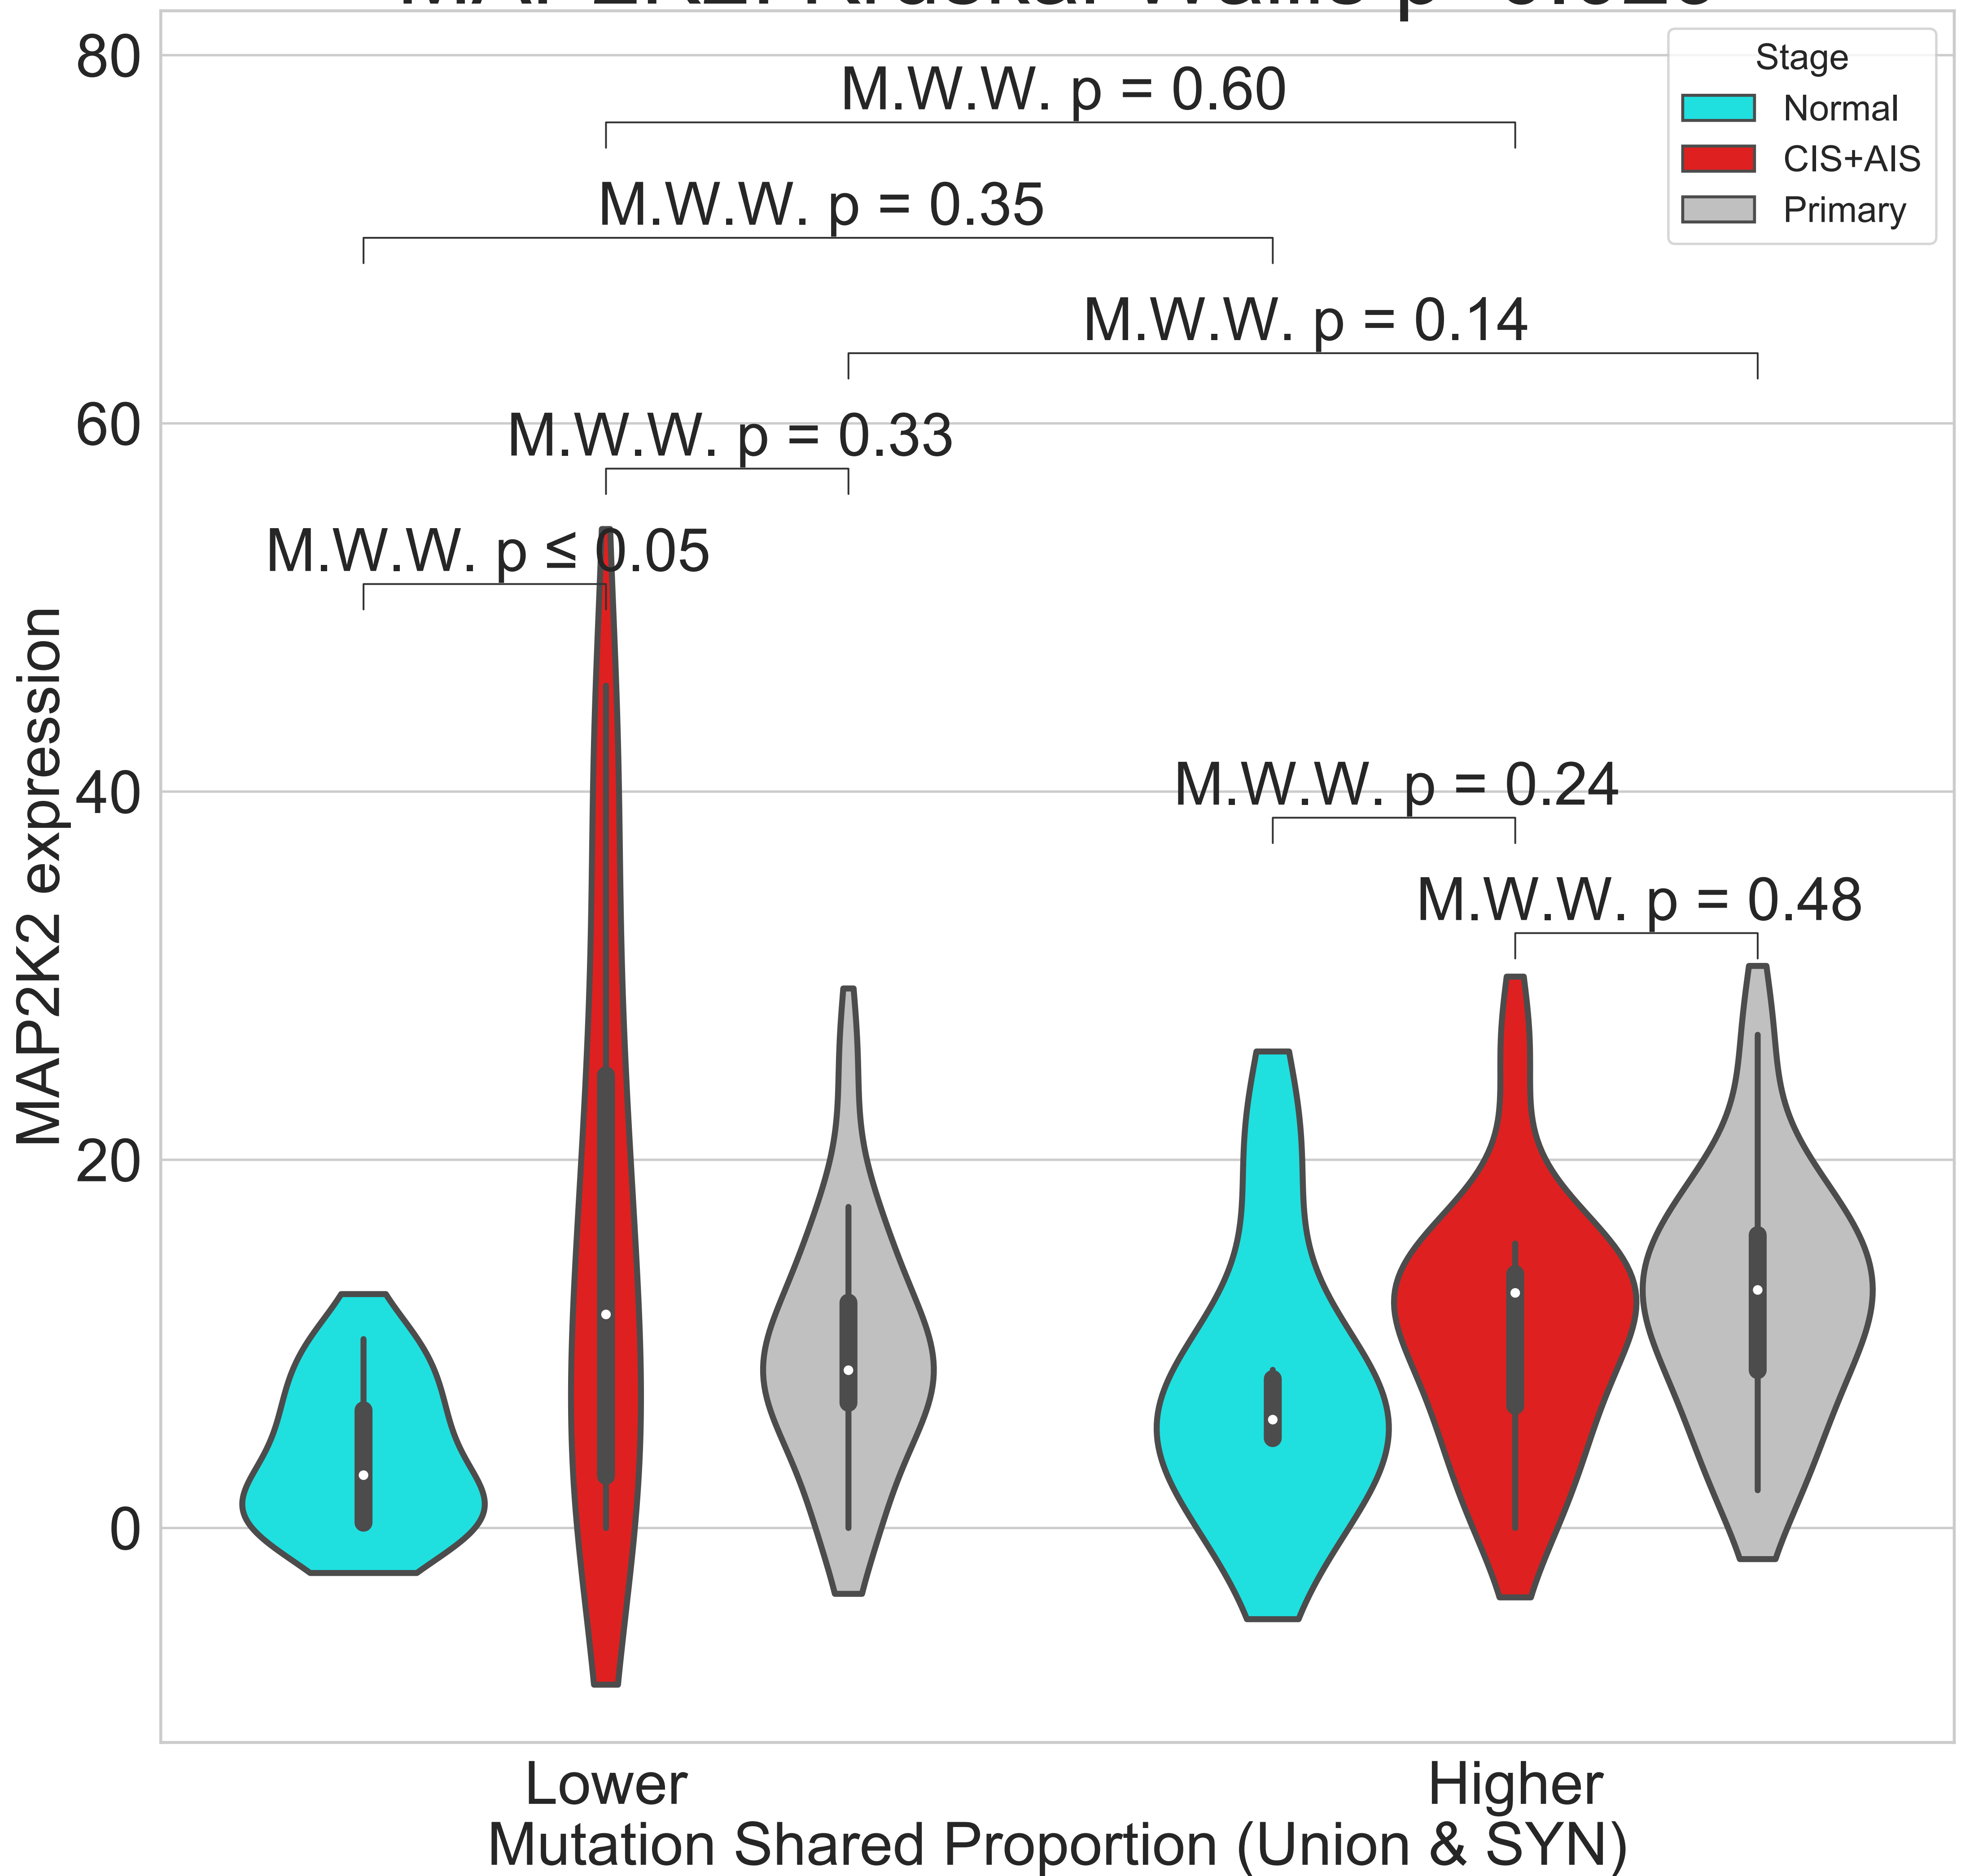 80
Stage
Normal
CIS+AIS
Primary
M.W.W. p = 0.60
M.W.W. p = 0.35
M.W.W. p = 0.14
60
M.W.W. p = 0.33
M.W.W. p ≤ 0.05
MAP2K2 expression
40
M.W.W. p = 0.24
M.W.W. p = 0.48
20
0
Lower
Higher
Mutation Shared Proportion (Union & SYN)